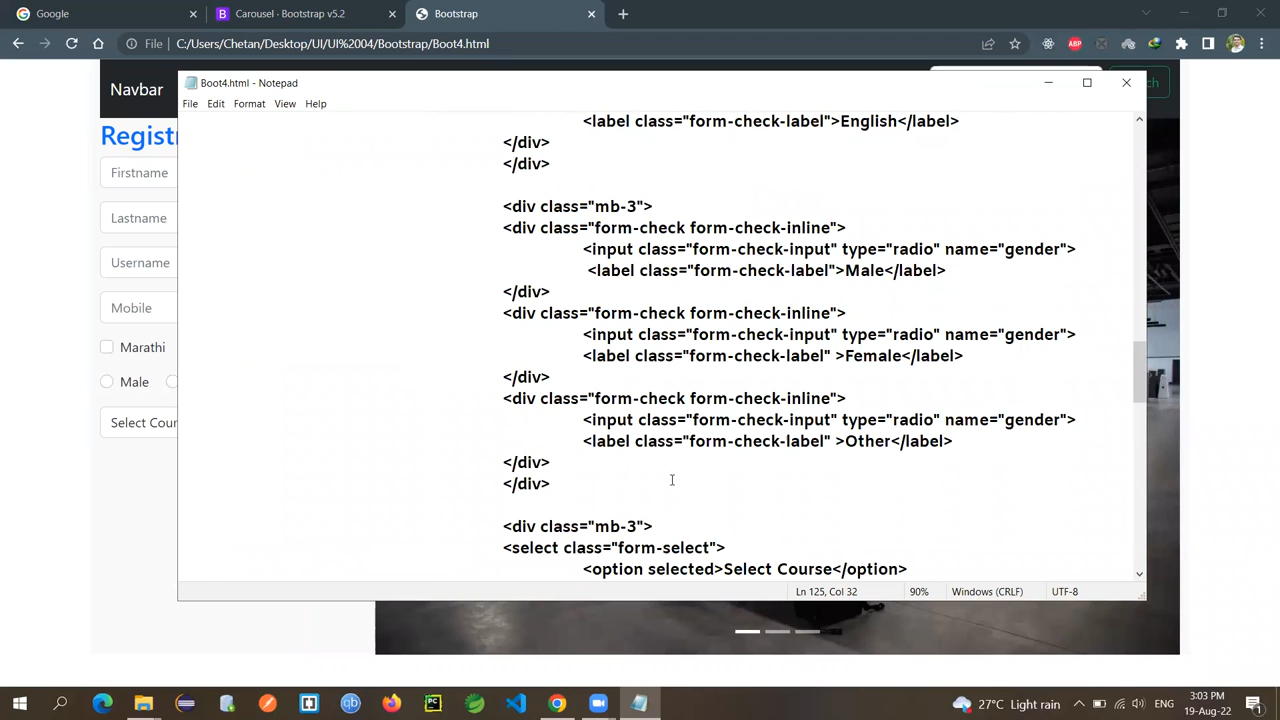 Google
Carousel · Bootstrap v5.2
Bootstrap
File
C:/Users/Chetan/Desktop/UI/UI%2004/Bootstrap/Boot4.html
ABP
Navbar
ch
Boot4.html - Notepad
File Edit Format View Help
Registr
Firstname
Lastname
Username
Mobile
Marathi
Male
Select Cour
<label class="form-check-label">English</label>
</div>
</div>
<div class="mb-3">
<div class="form-check form-check-inline">
<input class="form-check-input" type="radio" name="gender">
<label class="form-check-label">Male</label>
</div>
<div class="form-check form-check-inline">
<input class="form-check-input" type="radio" name="gender">
<label class="form-check-label" >Female</label>
</div>
<div class="form-check form-check-inline">
<input class="form-check-input" type="radio" name="gender">
<label class="form-check-label" >Other</label>
</div>
</div>
<div class="mb-3">
<select class="form-select">
<option selected>Select Course</option>
Ln 125, Col 32
90%
Windows (CRLF)
UTF-8
27°C Light rain
ENG
3:03 PM
19-Aug-22